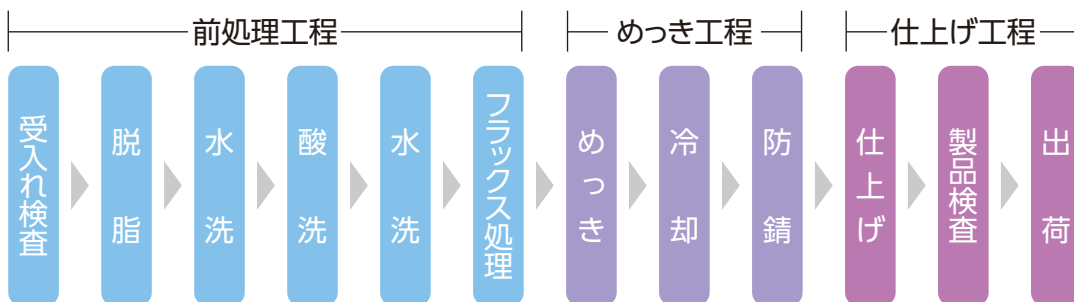 前処理工程
めっき工程
仕上げ工程
受入れ検査
脱脂
水洗
酸洗
水洗
フラックス処理
めっき
冷却
防錆
仕上げ
製品検査
出荷